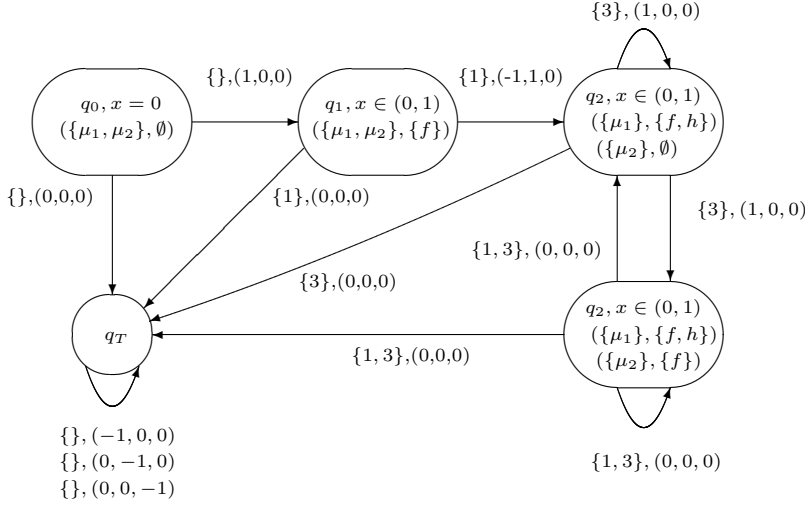 {3}, (1, 0, 0)
q0, x = 0
({μ1, μ2}, ∅)
{},(1,0,0)
q1, x ∈ (0, 1)
({μ1, μ2}, {f})
{1},(-1,1,0)
q2, x ∈ (0, 1)
({μ1}, {f, h})
({μ2}, ∅)
{},(0,0,0)
{1},(0,0,0)
{3}, (1, 0, 0)
{1, 3}, (0, 0, 0)
{3},(0,0,0)
qT
q2, x ∈ (0, 1)
({μ1}, {f, h})
({μ2}, {f})
{1, 3},(0,0,0)
{}, (−1, 0, 0)
{}, (0, −1, 0)
{}, (0, 0, −1)
{1, 3}, (0, 0, 0)